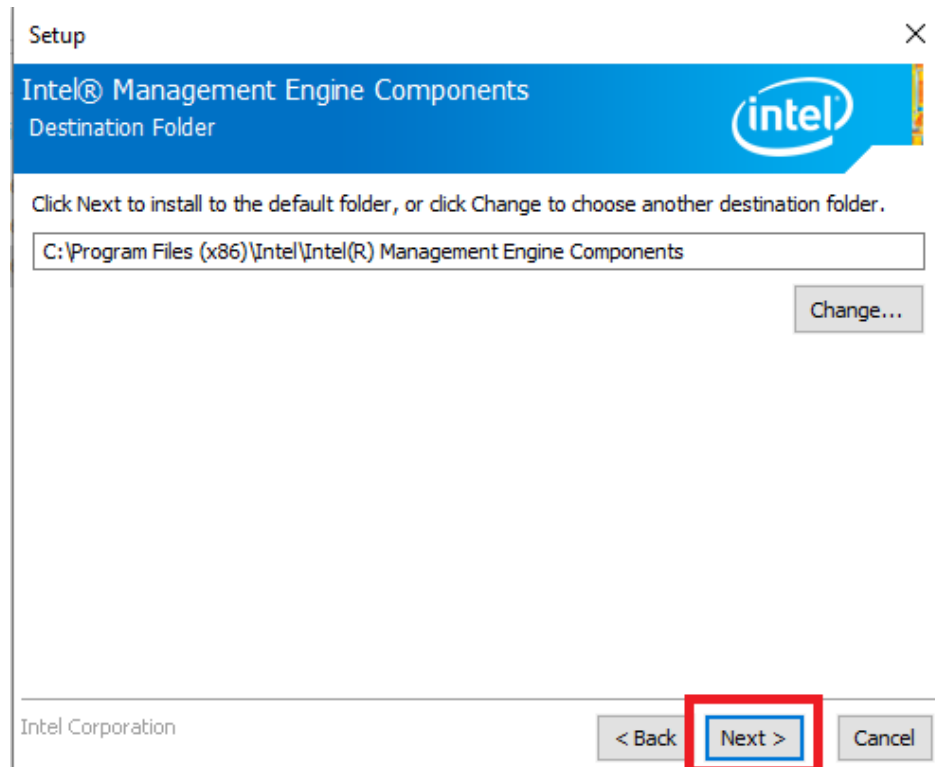 Setup
Intel® Management Engine Components
Destination Folder
intel
Click Next to install to the default folder, or click Change to choose another destination folder.
C:\Program Files (x86)\Intel\Intel(R) Management Engine Components
Change...
Intel Corporation
< Back
Next >
Cancel